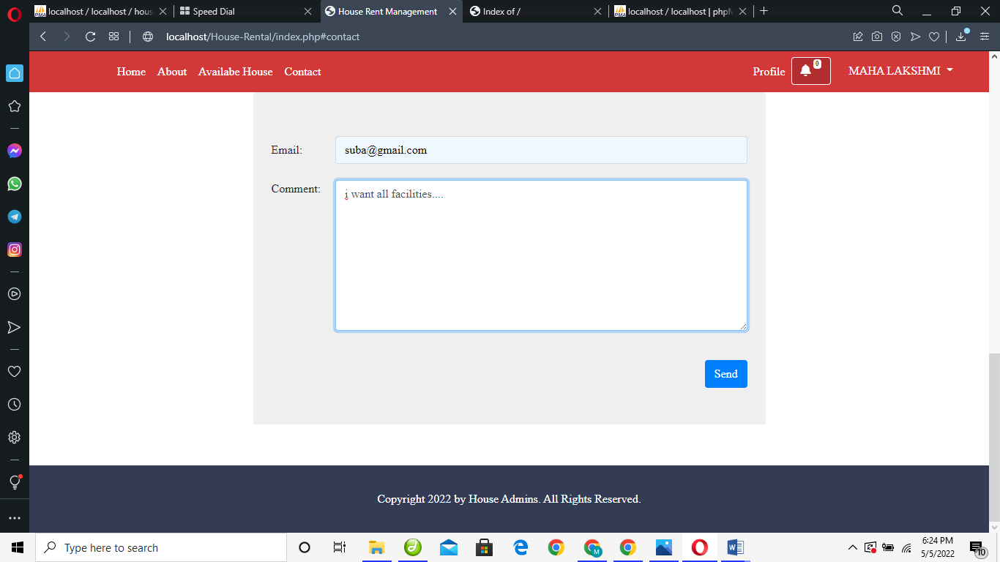 localhost / localhost / hous
Speed Dial
House Rent Management
Index of /
localhost / localhost | phpM
localhost/House-Rental/index.php#contact
Home About Availabe House Contact Profile 0 MAHA LAKSHMI
Email: suba@gmail.com
Comment: i want all facilities....
Send
Copyright 2022 by House Admins. All Rights Reserved.
Type here to search
6:24 PM
5/5/2022
10